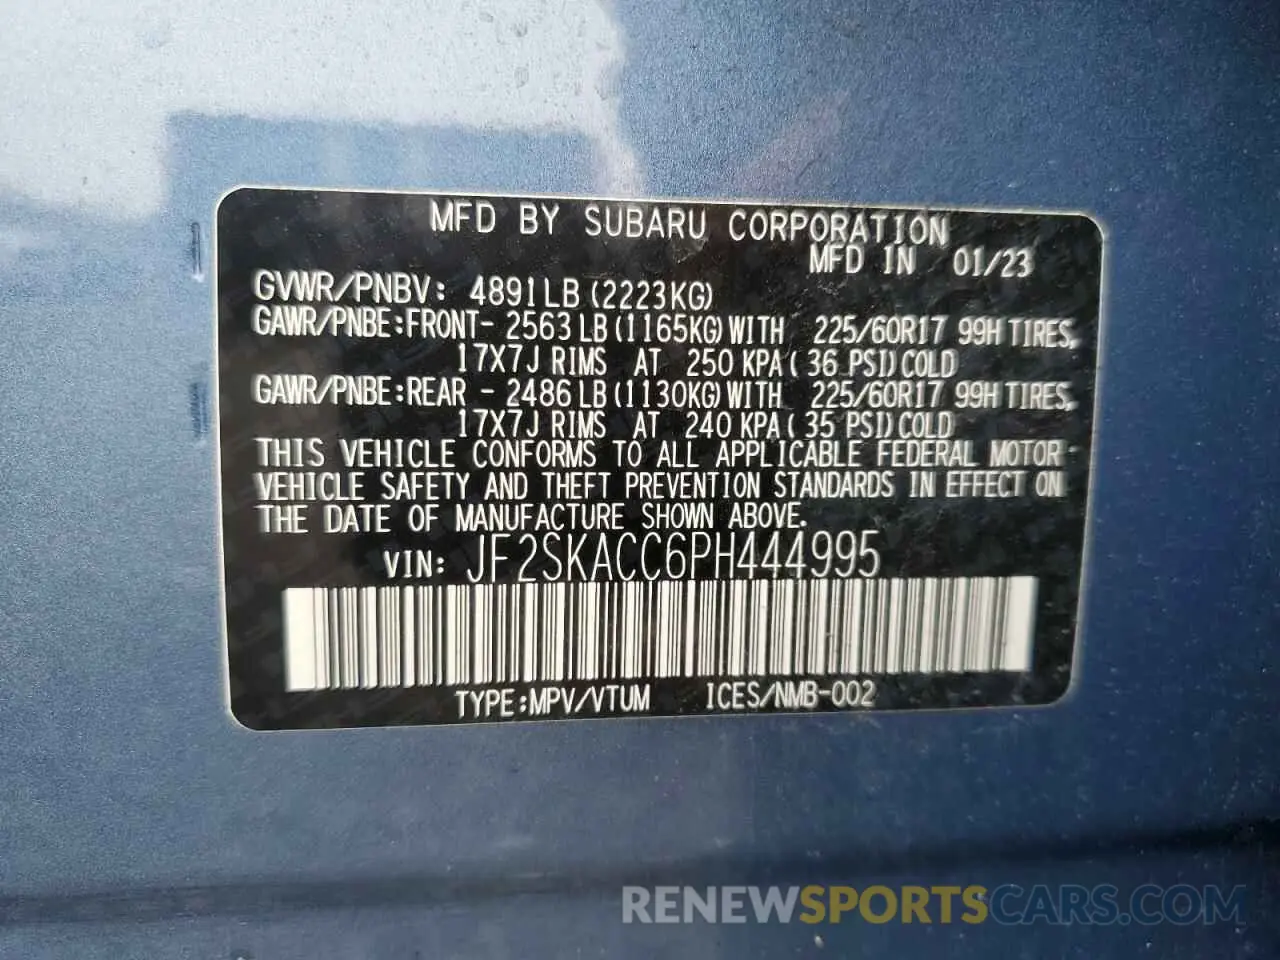 MFD BY SUBARU CORPORATION
MFD IN 01/23
GVWR/PNBV: 4891LB (2223KG)
GAWR/PNBE:FRONT- 2563 LB (1165KG) WITH 225/60R17 99H TIRES,
17X7J RIMS AT 250 KPA ( 36 PSI) COLD
GAWR/PNBE:REAR - 2486 LB (1130KG) WITH 225/60R17 99H TIRES,
17X7J RIMS AT 240 KPA ( 35 PSI) COLD
THIS VEHICLE CONFORMS TO ALL APPLICABLE FEDERAL MOTOR
VEHICLE SAFETY AND THEFT PREVENTION STANDARDS IN EFFECT ON
THE DATE OF MANUFACTURE SHOWN ABOVE.
VIN: JF2SKACC6PH444995
TYPE:MPV/VTUM ICES/NMB-002
RENEWSPORTSCARS.COM